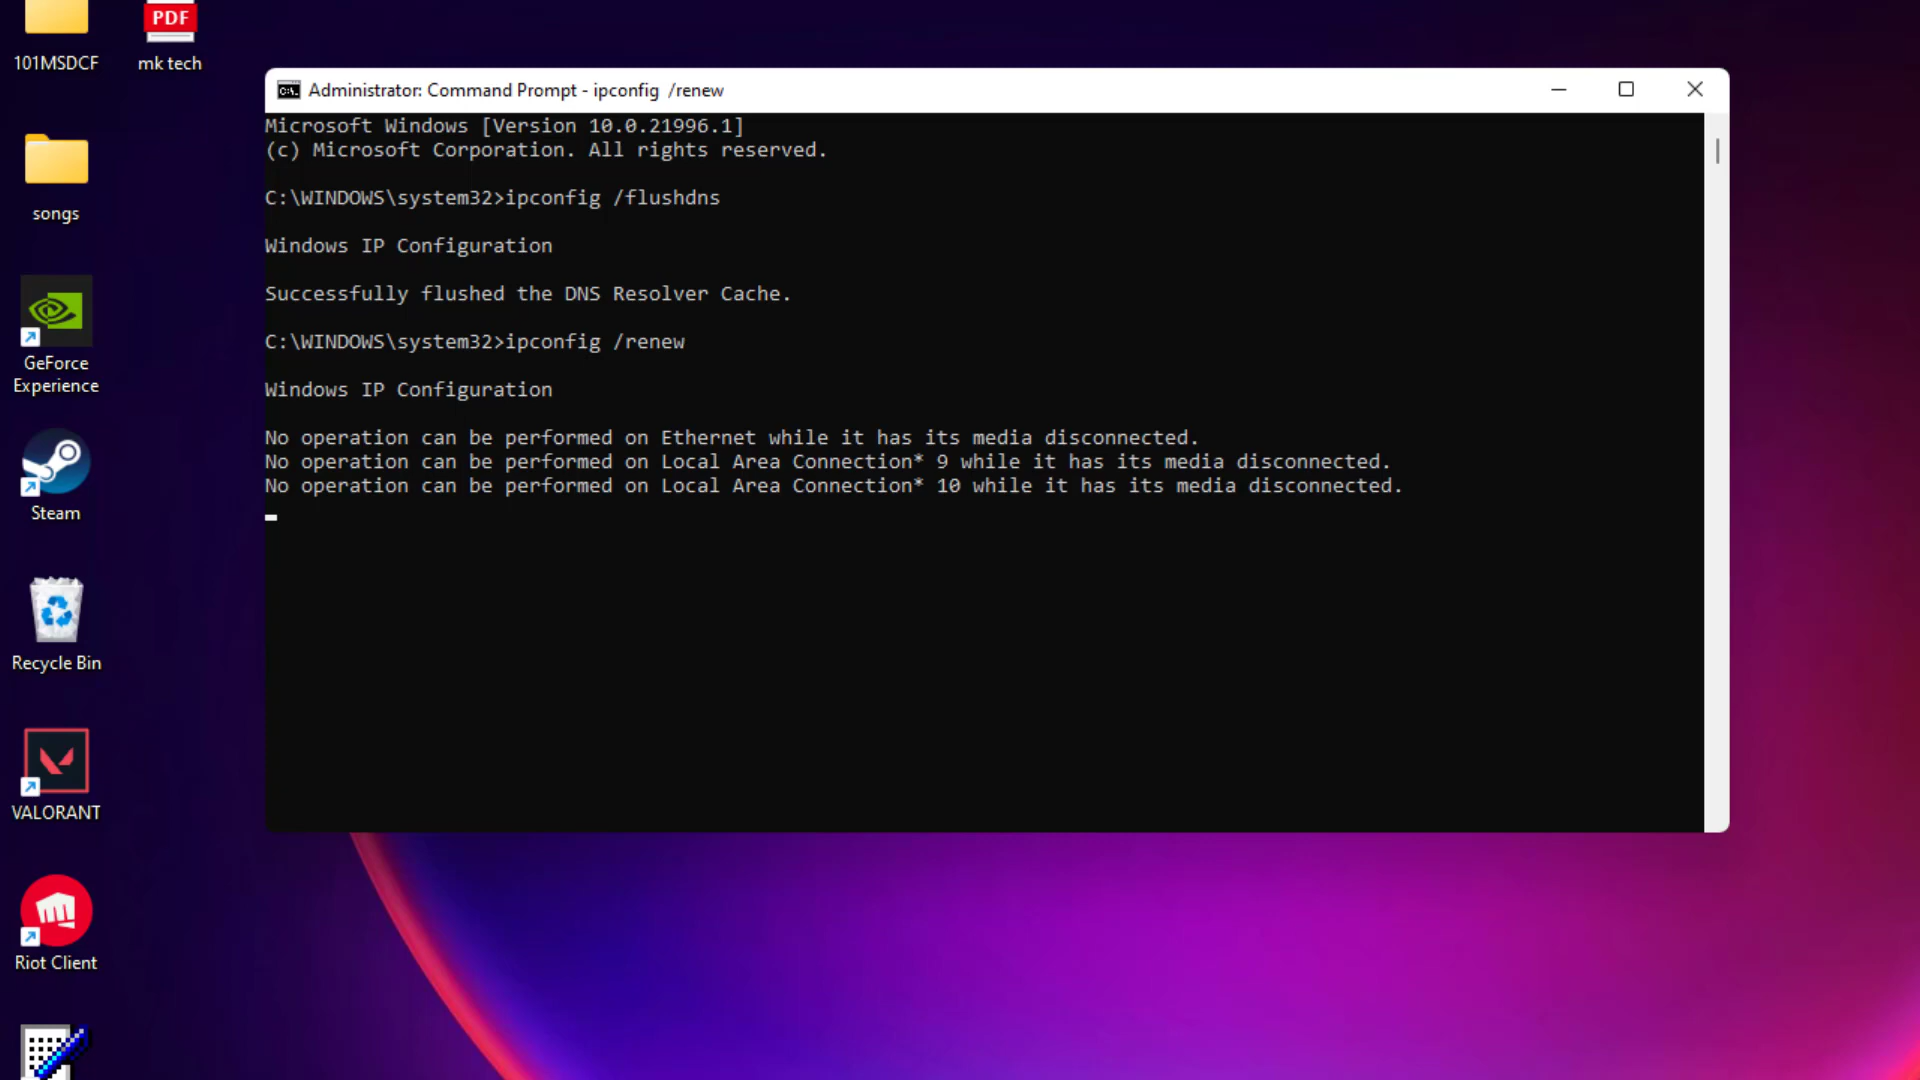 101MSDCF
PDF
mk tech
songs
GeForce
Experience
Steam
Recycle Bin
VALORANT
Riot Client
Administrator: Command Prompt - ipconfig  /renew
Microsoft Windows [Version 10.0.21996.1]
(c) Microsoft Corporation. All rights reserved.
C:\WINDOWS\system32>ipconfig /flushdns
Windows IP Configuration
Successfully flushed the DNS Resolver Cache.
C:\WINDOWS\system32>ipconfig /renew
Windows IP Configuration
No operation can be performed on Ethernet while it has its media disconnected.
No operation can be performed on Local Area Connection* 9 while it has its media disconnected.
No operation can be performed on Local Area Connection* 10 while it has its media disconnected.